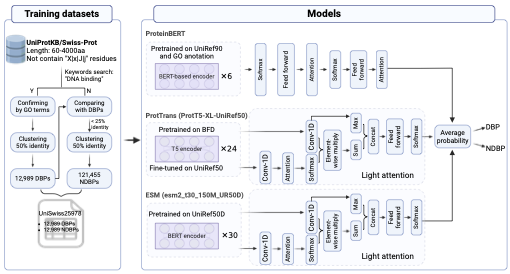 Training datasets
UniProtKB/Swiss-Prot
Length: 60-4000aa
Not contain "X|x|J|j" residues
Keywords search:
"DNA binding"
Y
N
Confirming
by GO terms
Comparing
with DBPs
< 25%
identity
Clustering
50% identity
Clustering
50% identity
12,989 DBPs
121,455
NDBPs
UniSwiss25978
12,989 DBPs
12,989 NDBPs
Models
ProteinBERT
Pretrained on UniRef90
and GO anotation
BERT-based encoder
×6
Softmax
Feed forward
Attention
Softmax
Feed
forward
Attention
ProtTrans (ProtT5-XL-UniRef50)
Pretrained on BFD
T5 encoder
×24
Fine-tuned on UniRef50
Conv-1D
Attention
Conv-1D
Softmax
Element-
wise multiply
Max
Sum
Concat
Feed
forward
Softmax
Light attention
ESM (esm2_t30_150M_UR50D)
Pretrained on UniRef50D
BERT encoder
×30
Conv-1D
Attention
Conv-1D
Softmax
Element-
wise multiply
Max
Sum
Concat
Feed
forward
Softmax
Light attention
Average
probability
DBP
NDBP